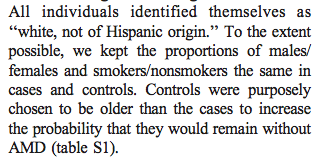 All individuals identified themselves as
“white, not of Hispanic origin.” To the extent
possible, we kept the proportions of males/
females and smokers/nonsmokers the same in
cases and controls. Controls were purposely
chosen to be older than the cases to increase
the probability that they would remain without
AMD (table S1).